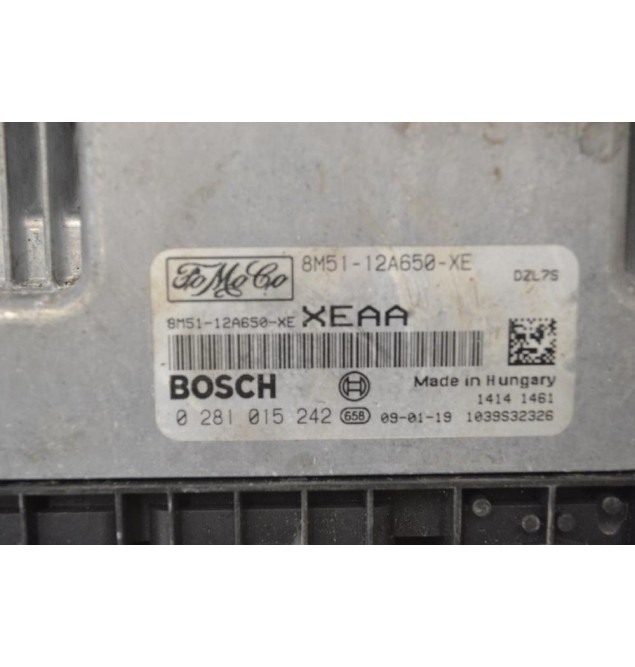 FoMoCo 8M51-12A650-XE DZL7S
8M51-12A650-XE XEAA
BOSCH Made in Hungary
1414 1461
0 281 015 242 658 09-01-19 1039S32326